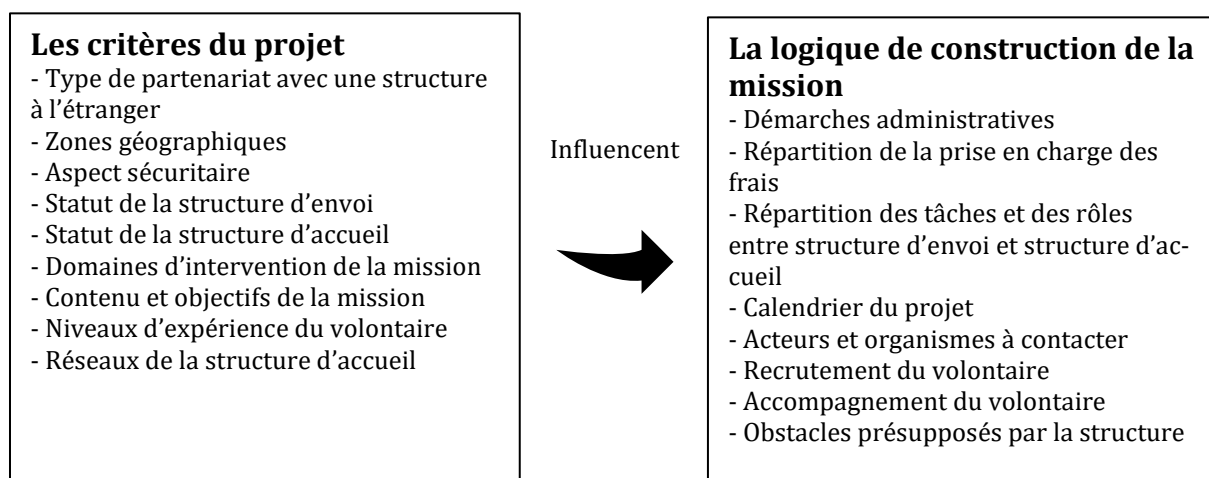 Les critères du projet
- Type de partenariat avec une structure
à l’étranger
- Zones géographiques
- Aspect sécuritaire
- Statut de la structure d’envoi
- Statut de la structure d’accueil
- Domaines d’intervention de la mission
- Contenu et objectifs de la mission
- Niveaux d’expérience du volontaire
- Réseaux de la structure d’accueil
Influencent
La logique de construction de la
mission
- Démarches administratives
- Répartition de la prise en charge des
frais
- Répartition des tâches et des rôles
entre structure d’envoi et structure d’ac-
cueil
- Calendrier du projet
- Acteurs et organismes à contacter
- Recrutement du volontaire
- Accompagnement du volontaire
- Obstacles présupposés par la structure